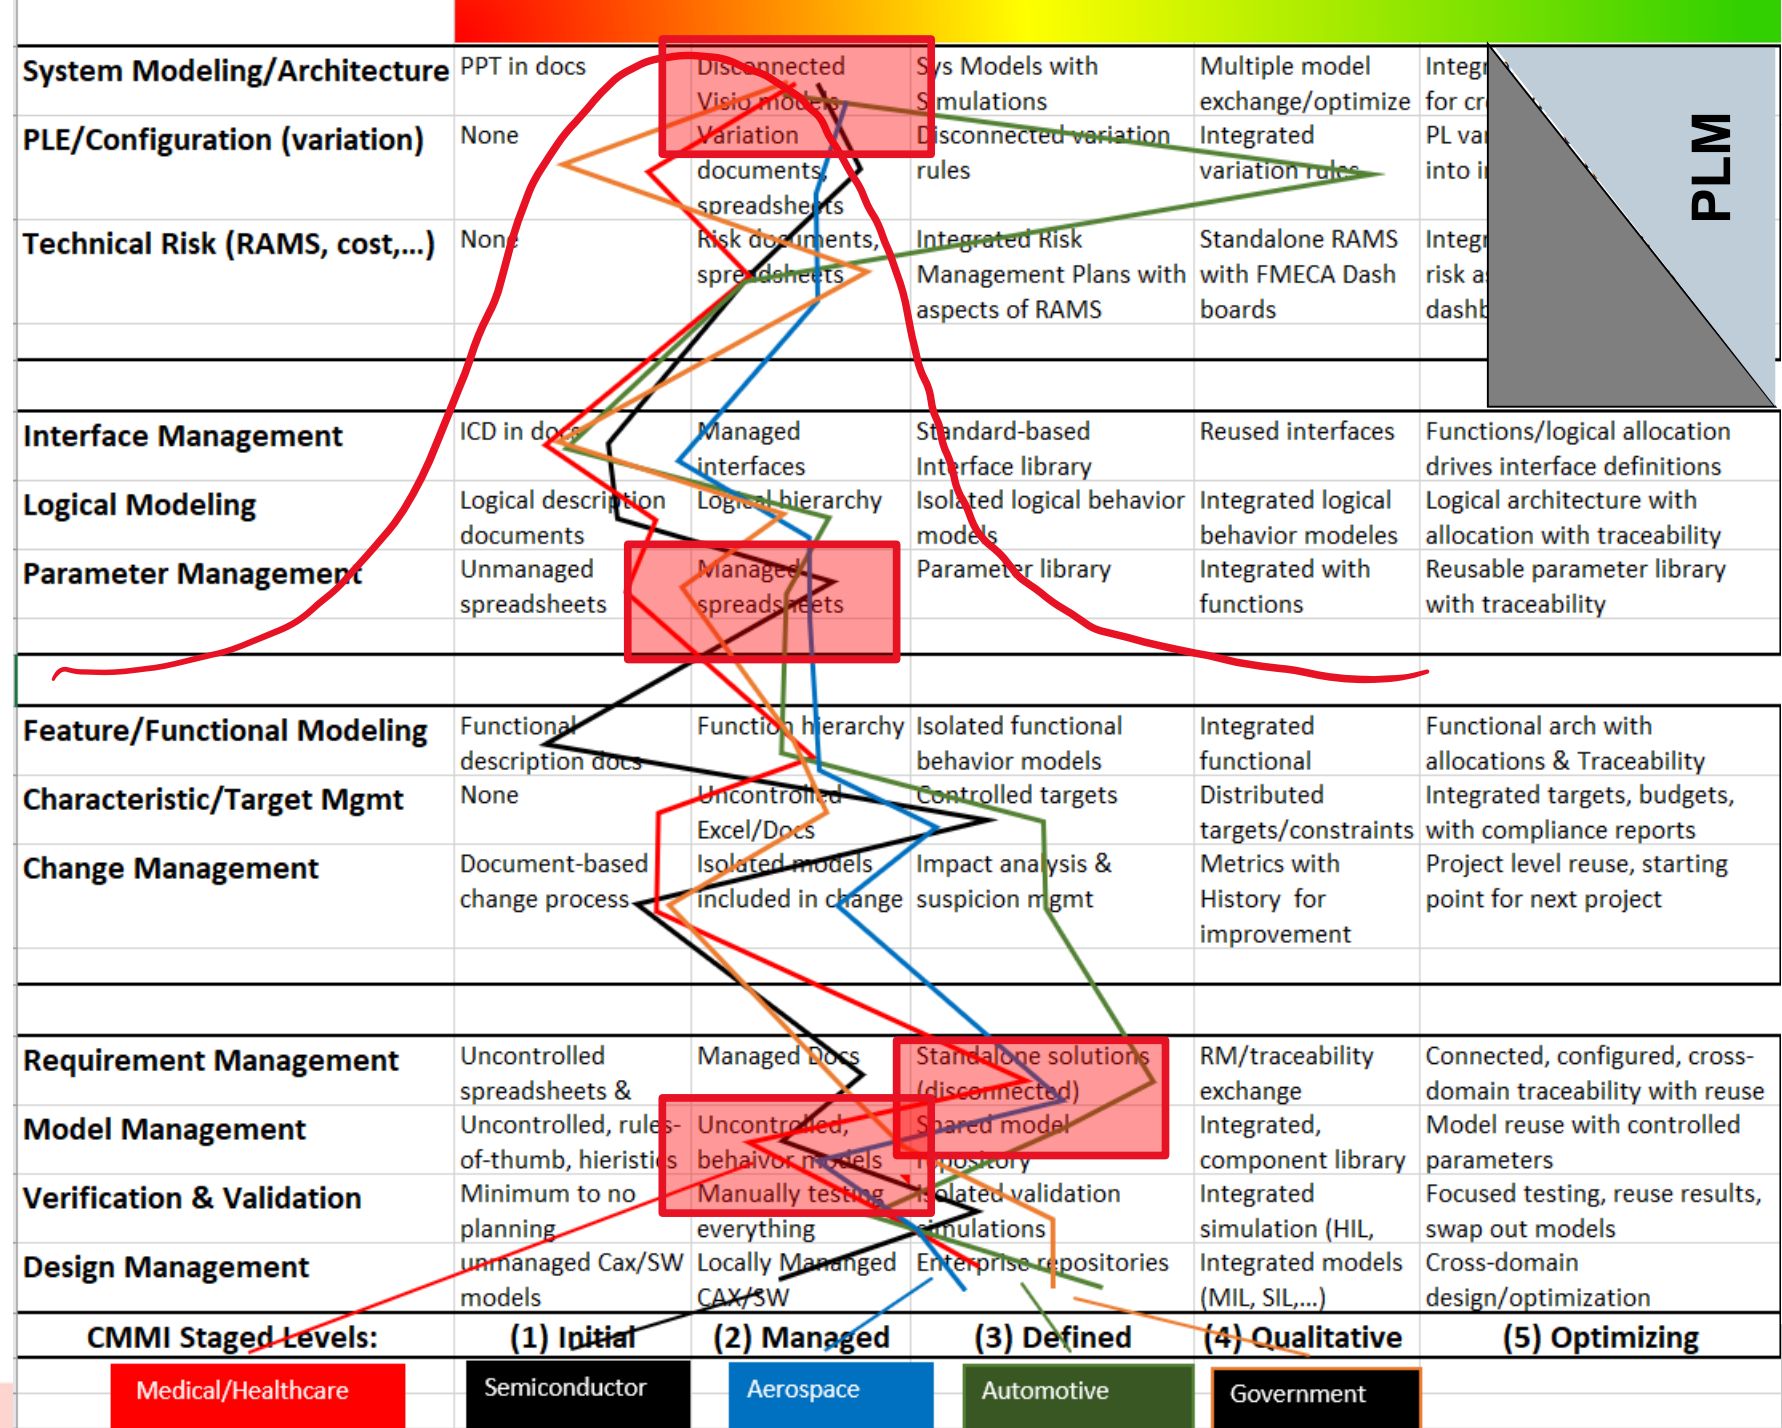 System Modeling/Architecture
PPT in docs
Disconnected
Visio models
Sys Models with
Simulations
Multiple model
exchange/optimize
Integr
for cr
PLE/Configuration (variation)
None
Variation
documents,
spreadsheets
Disconnected variation
rules
Integrated
variation rules
PL var
into i
Technical Risk (RAMS, cost,...)
None
Risk documents,
spreadsheets
Integrated Risk
Management Plans with
aspects of RAMS
Standalone RAMS
with FMECA Dash
boards
Integr
risk as
dashb
PLM
Interface Management
ICD in docs
Managed
interfaces
Standard-based
Interface library
Reused interfaces
Functions/logical allocation
drives interface definitions
Logical Modeling
Logical description
documents
Logical hierarchy
Isolated logical behavior
models
Integrated logical
behavior modeles
Logical architecture with
allocation with traceability
Parameter Management
Unmanaged
spreadsheets
Managed
spreadsheets
Parameter library
Integrated with
functions
Reusable parameter library
with traceability
Feature/Functional Modeling
Functional
description docs
Function hierarchy
Isolated functional
behavior models
Integrated
functional
Functional arch with
allocations & Traceability
Characteristic/Target Mgmt
None
Uncontrolled
Excel/Docs
Controlled targets
Distributed
targets/constraints
Integrated targets, budgets,
with compliance reports
Change Management
Document-based
change process
Isolated models
included in change
Impact analysis &
suspicion mgmt
Metrics with
History for
improvement
Project level reuse, starting
point for next project
Requirement Management
Uncontrolled
spreadsheets &
Managed Docs
Standalone solutions
(disconnected)
RM/traceability
exchange
Connected, configured, cross-
domain traceability with reuse
Model Management
Uncontrolled, rules-
of-thumb, hieristics
Uncontrolled,
behaivor models
Shared model
repository
Integrated,
component library
Model reuse with controlled
parameters
Verification & Validation
Minimum to no
planning
Manually testing
everything
Isolated validation
simulations
Integrated
simulation (HIL,
Focused testing, reuse results,
swap out models
Design Management
unmanaged Cax/SW
models
Locally Mananged
CAX/SW
Enterprise repositories
Integrated models
(MIL, SIL,...)
Cross-domain
design/optimization
CMMI Staged Levels:
(1) Initial
(2) Managed
(3) Defined
(4) Qualitative
(5) Optimizing
Medical/Healthcare
Semiconductor
Aerospace
Automotive
Government